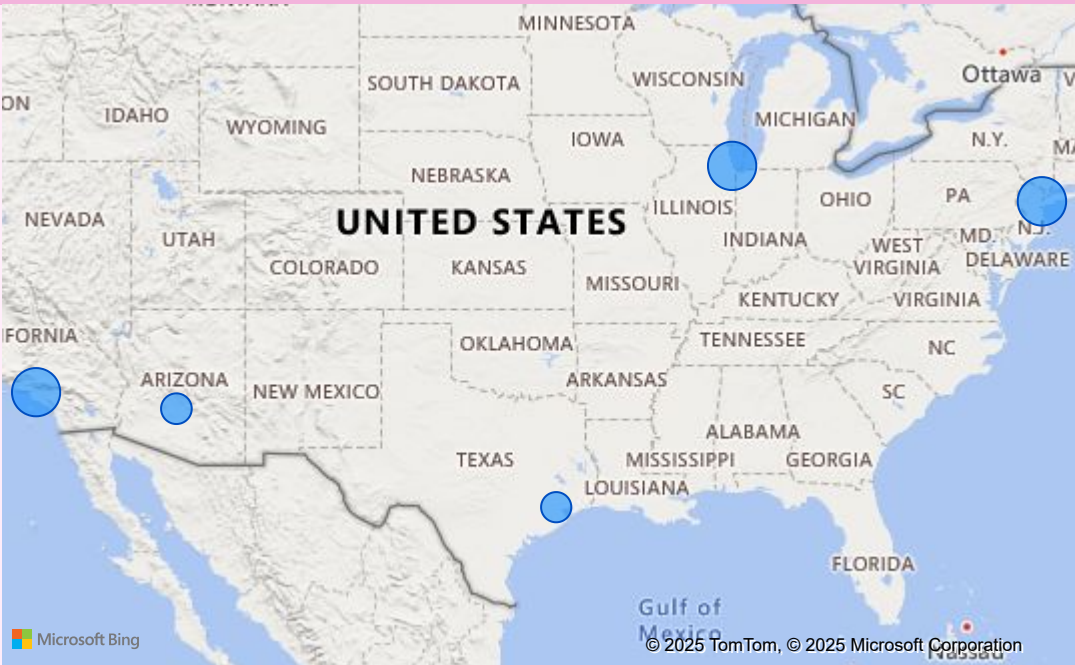 MINNESOTA
SOUTH DAKOTA
WISCONSIN
Ottawa
ON
IDAHO
WYOMING
MICHIGAN
IOWA
N.Y.
MA
NEBRASKA
PA
OHIO
ILLINOIS
NEVADA
UNITED STATES
UTAH
INDIANA
N.J.
MD.
WEST
VIRGINIA
DELAWARE
COLORADO
KANSAS
MISSOURI
KENTUCKY
VIRGINIA
IFORNIA
OKLAHOMA
TENNESSEE
NC
ARIZONA
NEW MEXICO
ARKANSAS
SC
ALABAMA
TEXAS
MISSISSIPPI
GEORGIA
LOUISIANA
FLORIDA
Gulf of
Mexico
Microsoft Bing
© 2025 TomTom, © 2025 Microsoft Corporation
Nassau